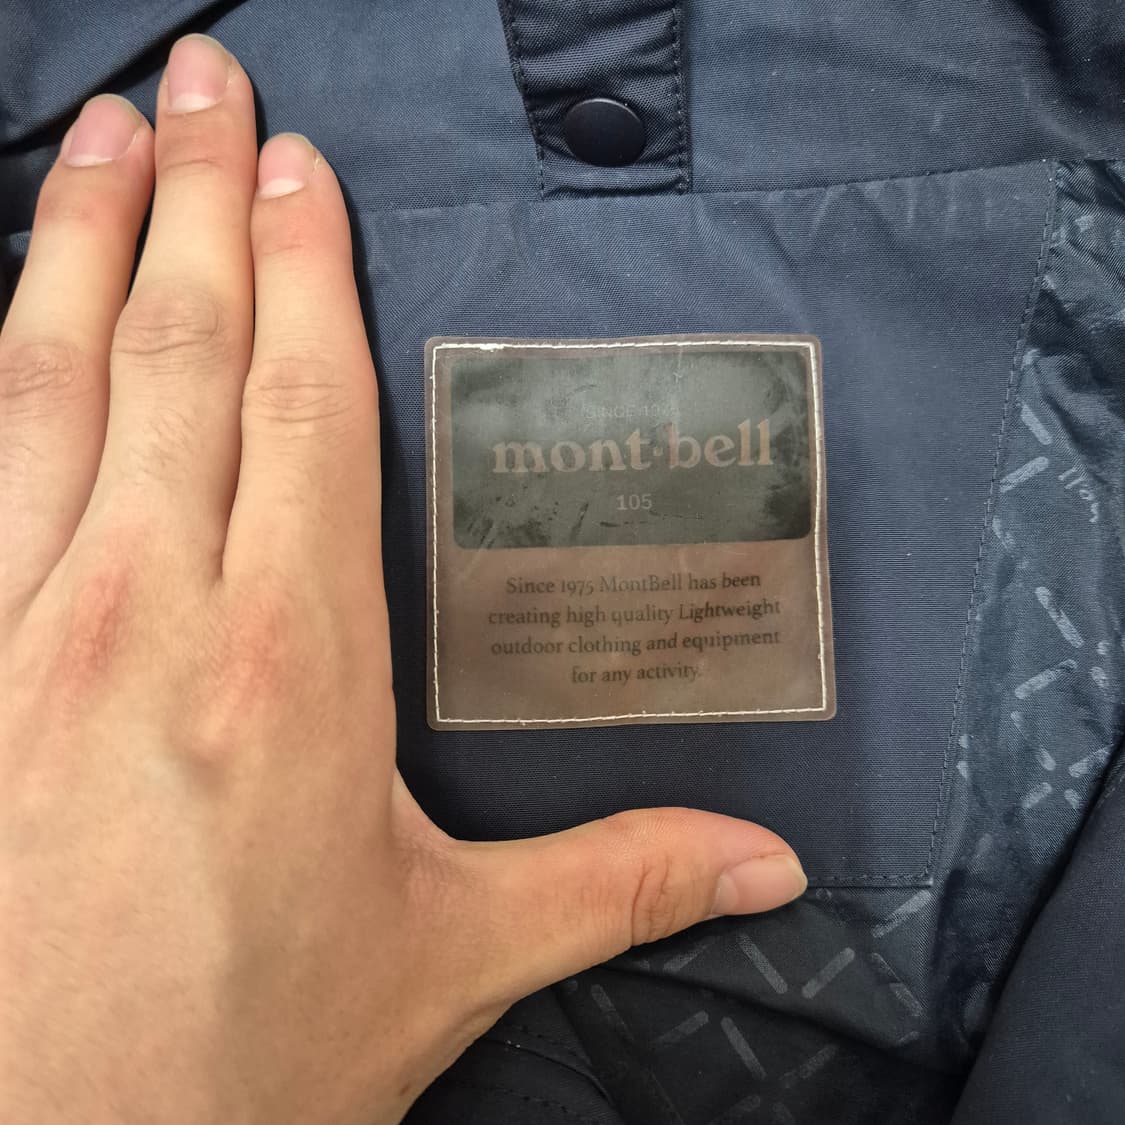 SINCE 1975
mont·bell
105
Since 1975 MontBell has been
creating high quality Lightweight
outdoor clothing and equipment
for any activity.